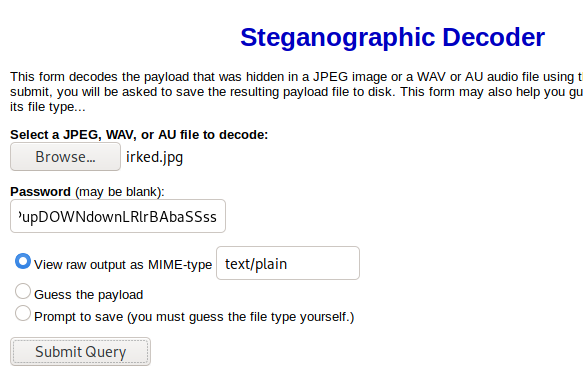 Steganographic Decoder
This form decodes the payload that was hidden in a JPEG image or a WAV or AU audio file using t
submit, you will be asked to save the resulting payload file to disk. This form may also help you gu
its file type...
Select a JPEG, WAV, or AU file to decode:
Browse... irked.jpg
Password (may be blank):
upDOWNdownLRlrBAbaSSss
View raw output as MIME-type text/plain
Guess the payload
Prompt to save (you must guess the file type yourself.)
Submit Query